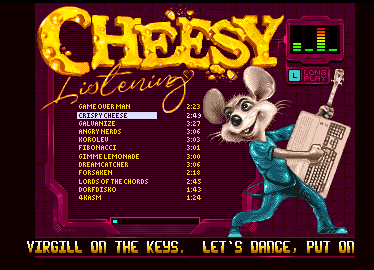 CHEESY
Listening
L LONG PLAY
GAME OVER MAN 2:23
CRISPY CHEESE 2:49
GALVANIZE 3:27
ANGRY NERDS 3:06
KOROLEV 3:03
FIBONACCI 3:01
GIMME LEMONADE 3:00
DREAMCATCHER 3:06
FORSAKEN 2:18
LORDS OF THE CHORDS 2:45
DORFDISKO 1:43
4KASM 1:24
VIRGILL ON THE KEYS. LET'S DANCE, PUT ON